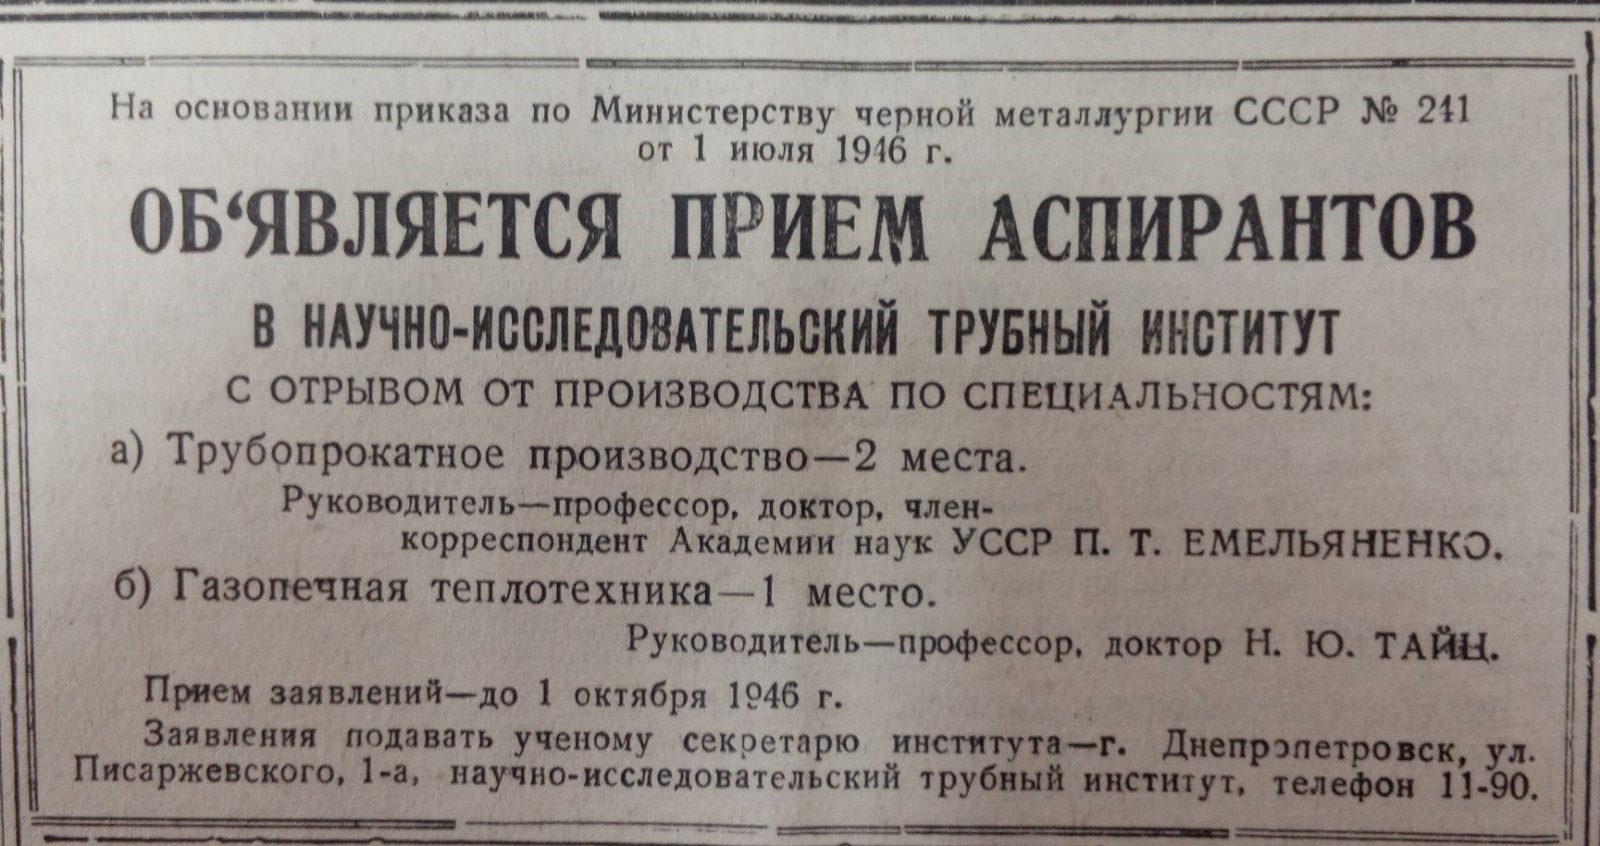 На основании приказа по Министерству черной металлургии СССР № 241
от 1 июля 1946 г.
ОБ‘ЯВЛЯЕТСЯ ПРИЕМ АСПИРАНТОВ
В НАУЧНО-ИССЛЕДОВАТЕЛЬСКИЙ ТРУБНЫЙ ИНСТИТУТ
С ОТРЫВОМ ОТ ПРОИЗВОДСТВА ПО СПЕЦИАЛЬНОСТЯМ:
а) Трубопрокатное производство—2 места.
Руководитель—профессор, доктор, член-
корреспондент Академии наук УССР П. Т. ЕМЕЛЬЯНЕНКО.
б) Газопечная теплотехника—1 место.
Руководитель—профессор, доктор Н. Ю. ТАЙЦ.
Прием заявлений—до 1 октября 1946 г.
Заявления подавать ученому секретарю института—г. Днепропетровск, ул.
Писаржевского, 1-а, научно-исследовательский трубный институт, телефон 11-90.